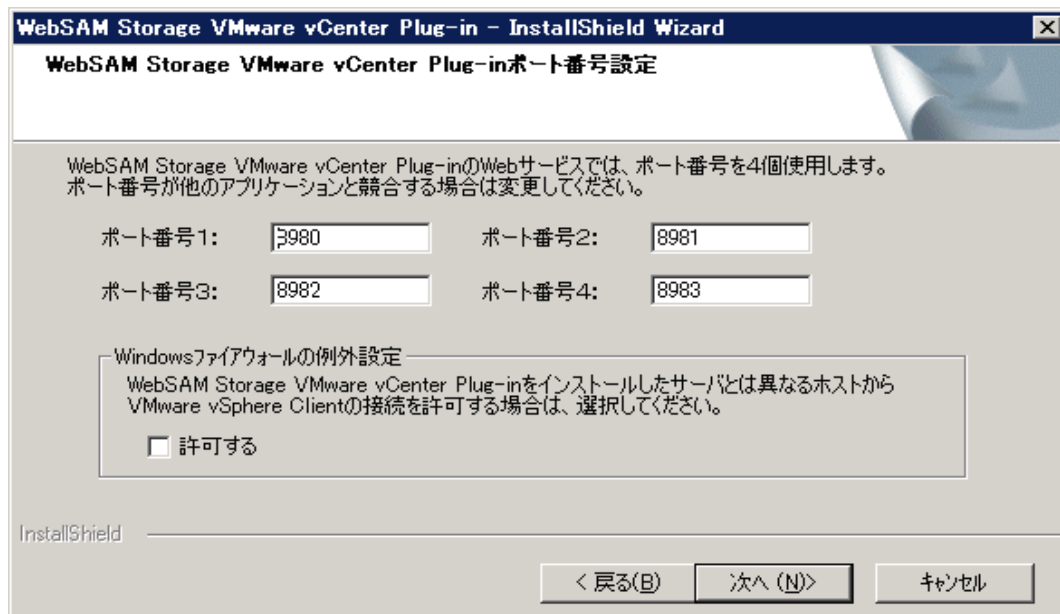 WebSAM Storage VMware vCenter Plug-in - InstallShield Wizard
WebSAM Storage VMware vCenter Plug-inポート番号設定
WebSAM Storage VMware vCenter Plug-inのWebサービスでは、ポート番号を4個使用します。
ポート番号が他のアプリケーションと競合する場合は変更してください。
ポート番号1: 8980 ポート番号2: 8981
ポート番号3: 8982 ポート番号4: 8983
Windowsファイアウォールの例外設定
WebSAM Storage VMware vCenter Plug-inをインストールしたサーバとは異なるホストから
VMware vSphere Clientの接続を許可する場合は、選択してください。
許可する
InstallShield
< 戻る(B) 次へ (N)> キャンセル